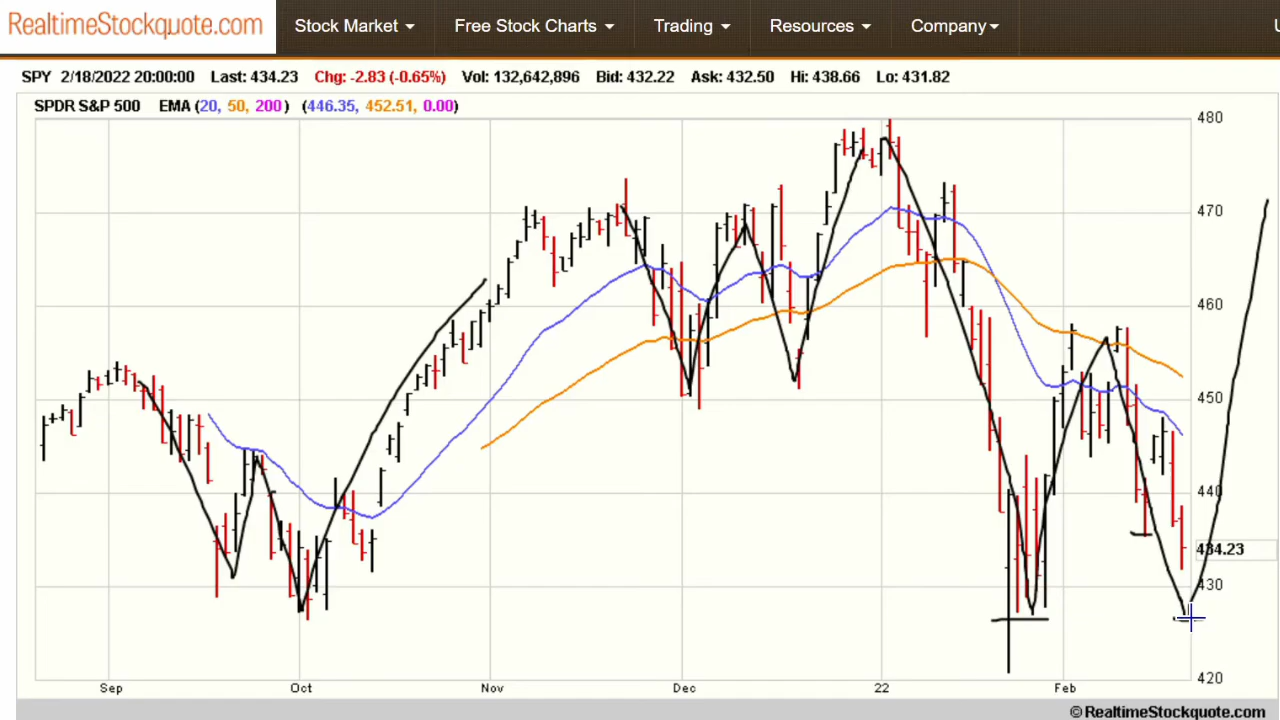 RealtimeStockquote.com Stock Market Free Stock Charts Trading Resources Company U
SPY 2/18/2022 20:00:00 Last: 434.23 Chg: -2.83 (-0.65%) Vol: 132,642,896 Bid: 432.22 Ask: 432.50 Hi: 438.66 Lo: 431.82
SPDR S&P 500 EMA (20, 50, 200) (446.35, 452.51, 0.00)
480
470
460
450
440
434.23
430
420
Sep Oct Nov Dec 22 Feb
©RealtimeStockquote.com